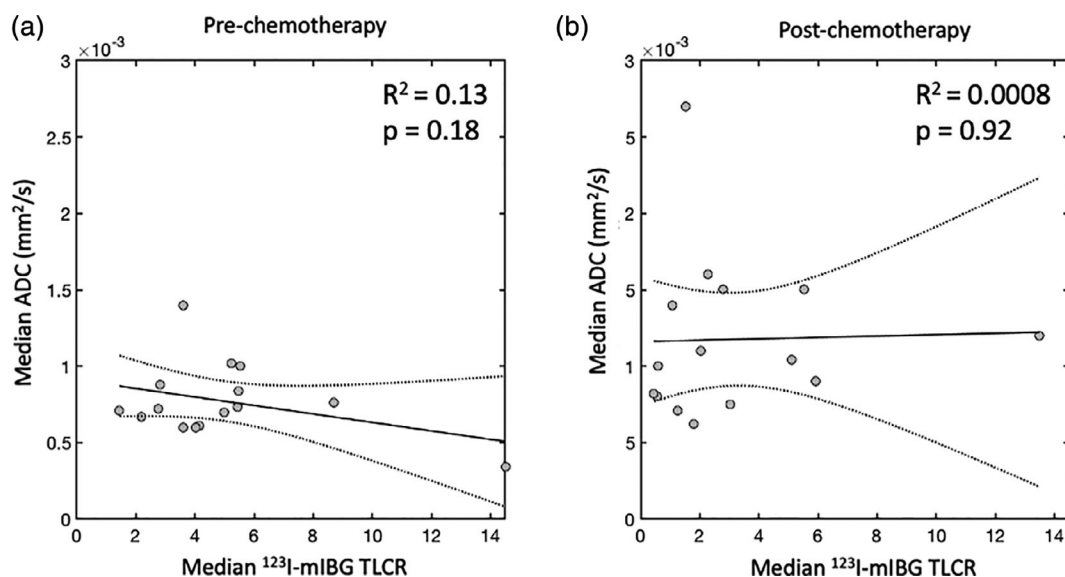 (a) Pre-chemotherapy
×10⁻³
3
2.5
2
1.5
1
0.5
0
Median ADC (mm²/s)
R² = 0.13
p = 0.18
0 2 4 6 8 10 12 14
Median ¹²³I-mIBG TLCR
(b) Post-chemotherapy
×10⁻³
3
5
2
5
1
5
0
Median ADC (mm²/s)
R² = 0.0008
p = 0.92
0 2 4 6 8 10 12 14
Median ¹²³I-mIBG TLCR